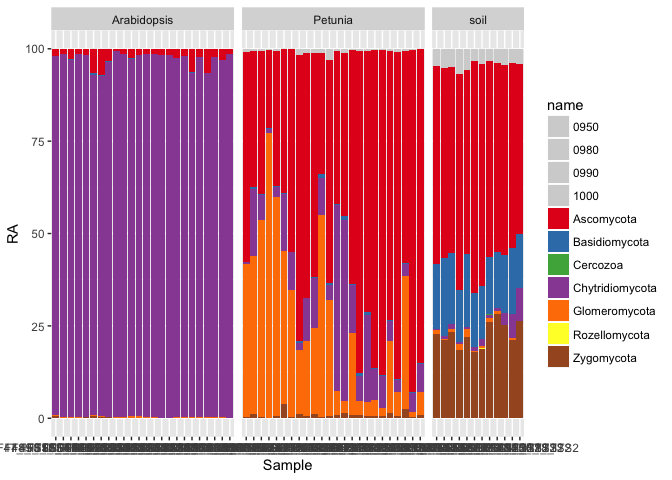 Arabidopsis Petunia soil
100
75
50
25
0
RA
Sample
name
0950
0980
0990
1000
Ascomycota
Basidiomycota
Cercozoa
Chytridiomycota
Glomeromycota
Rozellomycota
Zygomycota